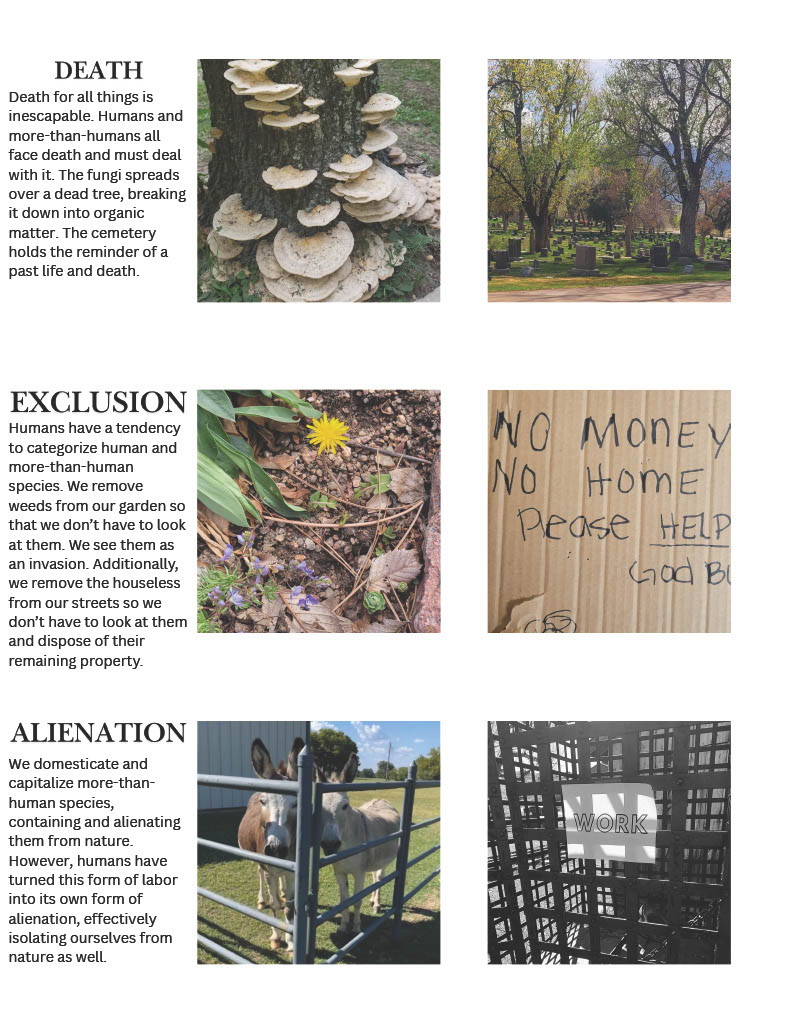 DEATH
Death for all things is
inescapable. Humans and
more-than-humans all
face death and must deal
with it. The fungi spreads
over a dead tree, breaking
it down into organic
matter. The cemetery
holds the reminder of a
past life and death.
EXCLUSION
Humans have a tendency
to categorize human and
more-than-human
species. We remove
weeds from our garden so
that we don't have to look
at them. We see them as
an invasion. Additionally,
we remove the houseless
from our streets so we
don't have to look at them
and dispose of their
remaining property.
NO MONEY
NO HOME
Please HELP
God Bl
ALIENATION
We domesticate and
capitalize more-than-
human species,
containing and alienating
them from nature.
However, humans have
turned this form of labor
into its own form of
alienation, effectively
isolating ourselves from
nature as well.
WORK